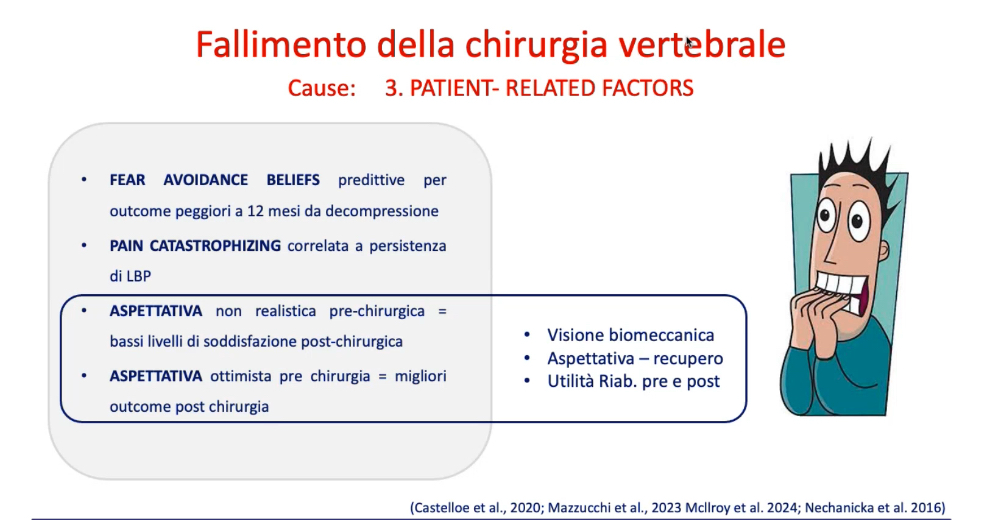 Fallimento della chirurgia vertebrale
Cause: 3. PATIENT- RELATED FACTORS
• FEAR AVOIDANCE BELIEFS predittive per
outcome peggiori a 12 mesi da decompressione
• PAIN CATASTROPHIZING correlata a persistenza
di LBP
• ASPETTATIVA non realistica pre-chirurgica =
bassi livelli di soddisfazione post-chirurgica
• ASPETTATIVA ottimista pre chirurgia = migliori
outcome post chirurgia
• Visione biomeccanica
• Aspettativa – recupero
• Utilità Riab. pre e post
(Castelloe et al., 2020; Mazzucchi et al., 2023 McIlroy et al. 2024; Nechanicka et al. 2016)